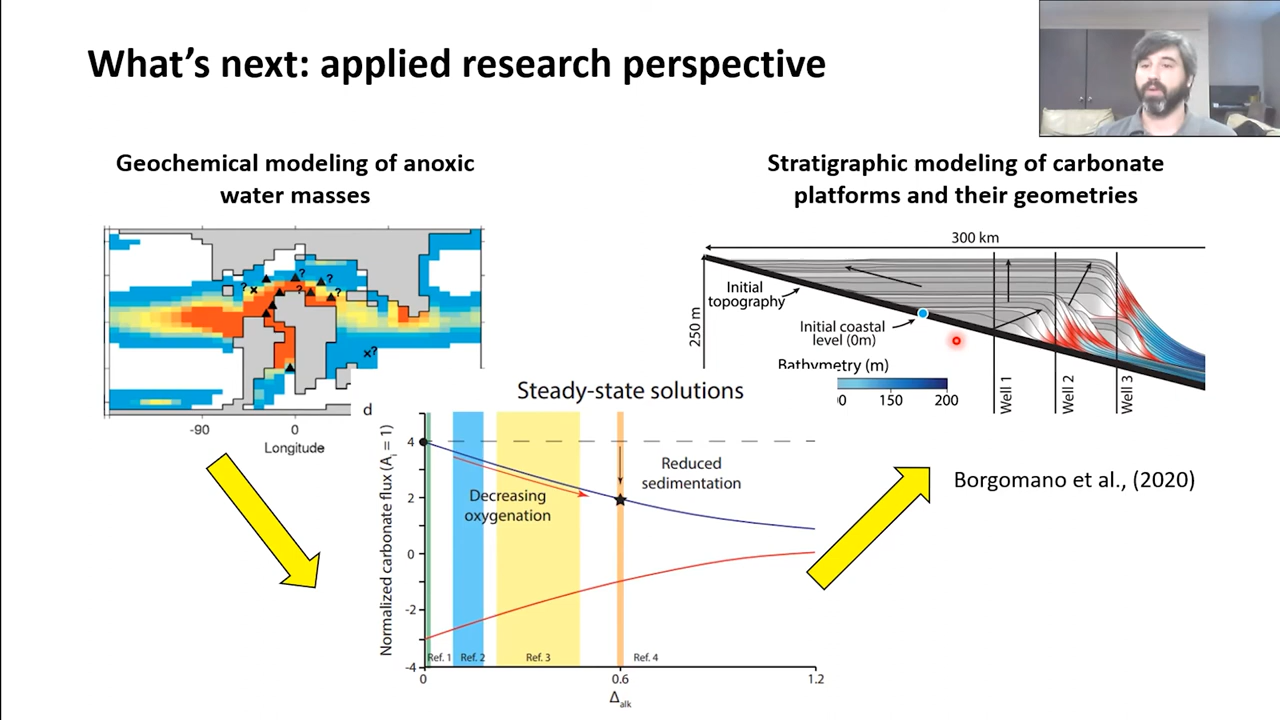 What's next: applied research perspective
Geochemical modeling of anoxic
water masses
? ? ? ? ? ?
x x?
-90 0
Longitude
Stratigraphic modeling of carbonate
platforms and their geometries
300 km
250 m
Initial
topography
Initial coastal
level (0m)
Bathymetry (m)
0 150 200
Well 1
Well 2
Well 3
Borgomano et al., (2020)
d
Steady-state solutions
Normalized carbonate flux (Ai = 1)
4
2
0
-2
-4
Reduced
sedimentation
Decreasing
oxygenation
Ref. 1 Ref. 2 Ref. 3 Ref. 4
0 0.6 1.2
Δalk